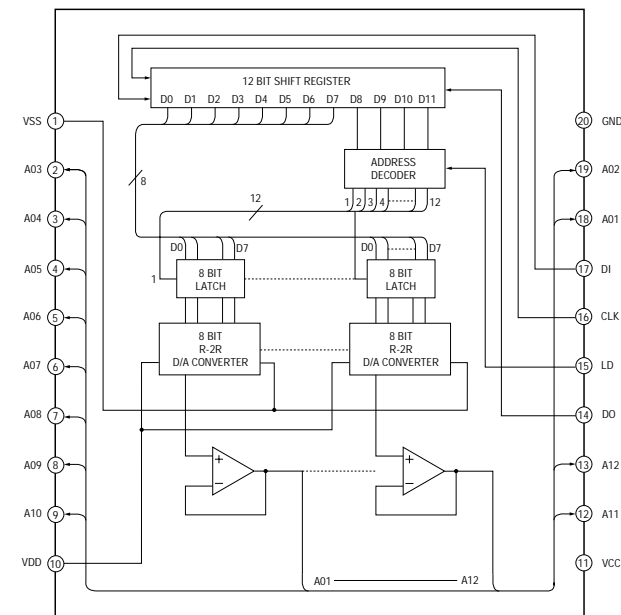 12 BIT SHIFT REGISTER
D0 D1 D2 D3 D4 D5 D6 D7 D8 D9 D10 D11
VSS 1
20 GND
A03 2
ADDRESS
DECODER
19 A02
8
12
1 2 3 4 12
A04 3
18 A01
D0 D7
D0 D7
A05 4
1
8 BIT
LATCH
8 BIT
LATCH
17 DI
A06 5
16 CLK
8 BIT
R-2R
D/A CONVERTER
8 BIT
R-2R
D/A CONVERTER
A07 6
15 LD
A08 7
14 DO
A09 8
+
−
+
−
13 A12
A10 9
12 A11
VDD 10
11 VCC
A01 A12